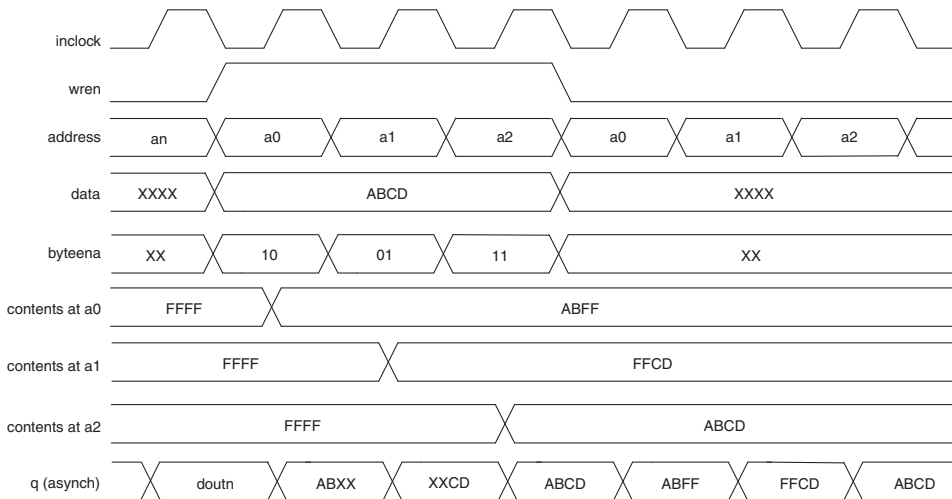 inclock
wren
address an a0 a1 a2 a0 a1 a2
data XXXX ABCD XXXX
byteena XX 10 01 11 XX
contents at a0 FFFF ABFF
contents at a1 FFFF FFCD
contents at a2 FFFF ABCD
q (asynch) doutn ABXX XXCD ABCD ABFF FFCD ABCD